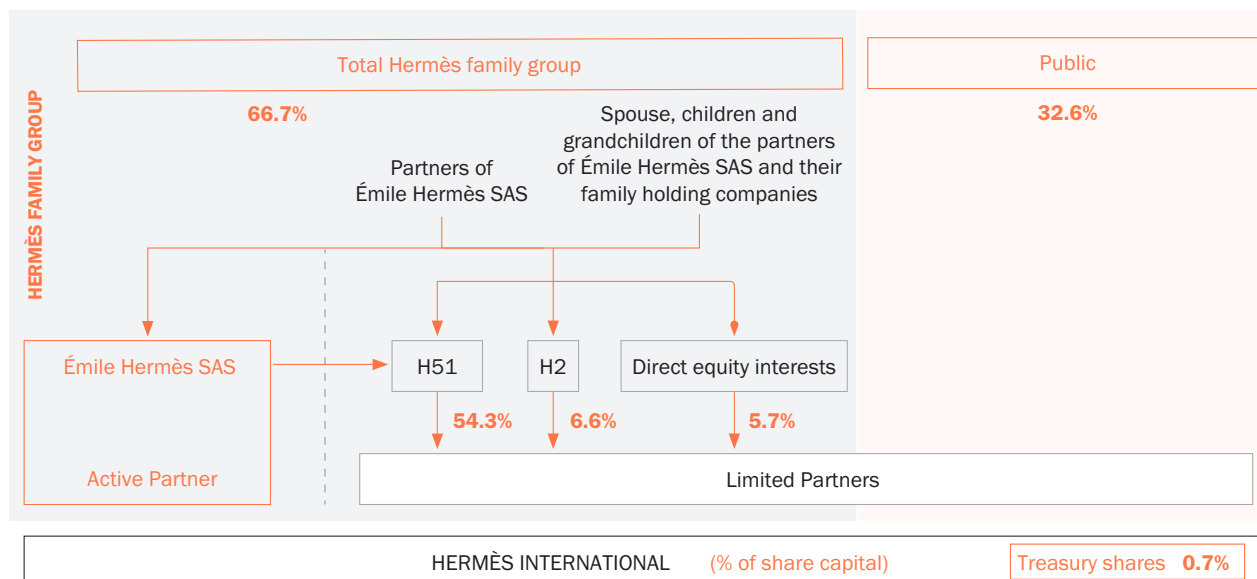 Total Hermès family group
Public
HERMÈS FAMILY GROUP
66.7%
32.6%
Spouse, children and
grandchildren of the partners
of Émile Hermès SAS and their
family holding companies
Partners of
Émile Hermès SAS
Émile Hermès SAS
Active Partner
H51
H2
Direct equity interests
54.3%
6.6%
5.7%
Limited Partners
HERMÈS INTERNATIONAL (% of share capital)
Treasury shares 0.7%